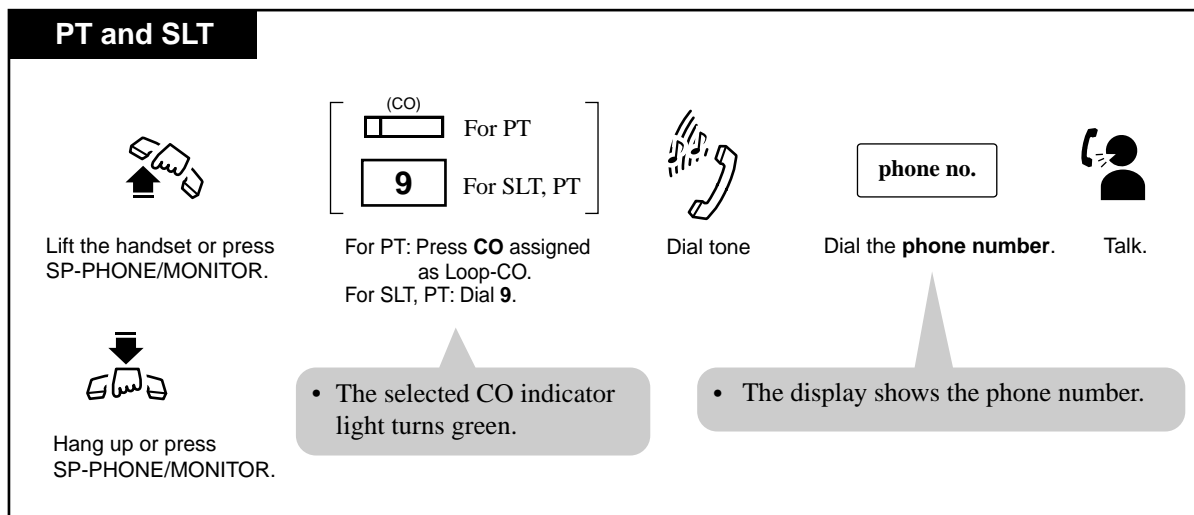 PT and SLT
(CO)
For PT
9
For SLT, PT
phone no.
Lift the handset or press
SP-PHONE/MONITOR.
For PT: Press CO assigned
as Loop-CO.
For SLT, PT: Dial 9.
Dial tone
Dial the phone number.
Talk.
• The selected CO indicator
light turns green.
• The display shows the phone number.
Hang up or press
SP-PHONE/MONITOR.